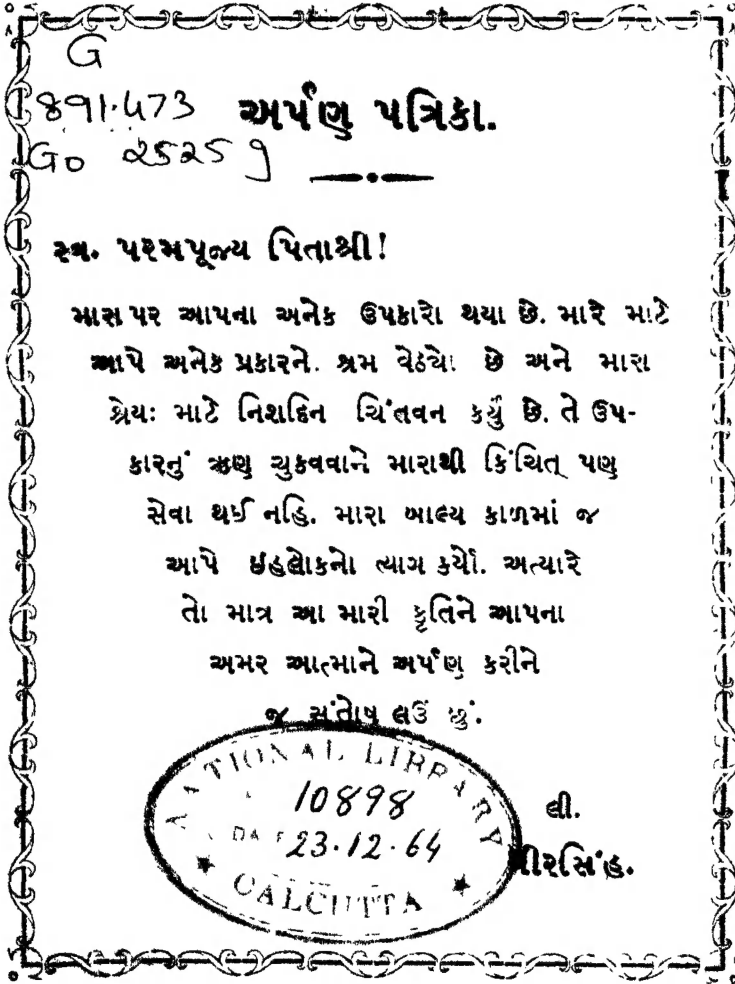 G
891.473
Go 2525 g
અર્પણ પત્રિકા.
સ્વ. પરમપૂજ્ય પિતાશ્રી!
મારા પર આપના અનેક ઉપકારો થયા છે. મારે માટે
આપે અનેક પ્રકારને. શ્રમ વેઠ્યો છે અને મારા
શ્રેયઃ માટે નિશદિન ચિંતવન કર્યું છે. તે ઉપ-
કારનું ઋણ ચુકવવાને મારાથી કિંચિત્ પણ
સેવા થઈ નહિ. મારા બાલ્ય કાળમાં જ
આપે ઇહલોકનો ત્યાગ કર્યો. અત્યારે
તો માત્ર આ મારી કૃતિને આપના
અમર આત્માને અર્પણ કરીને
જ સંતોષ લઉં છું.
NATIONAL LIBRARY
10898
DATE 23.12.64
CALCUTTA
લી.